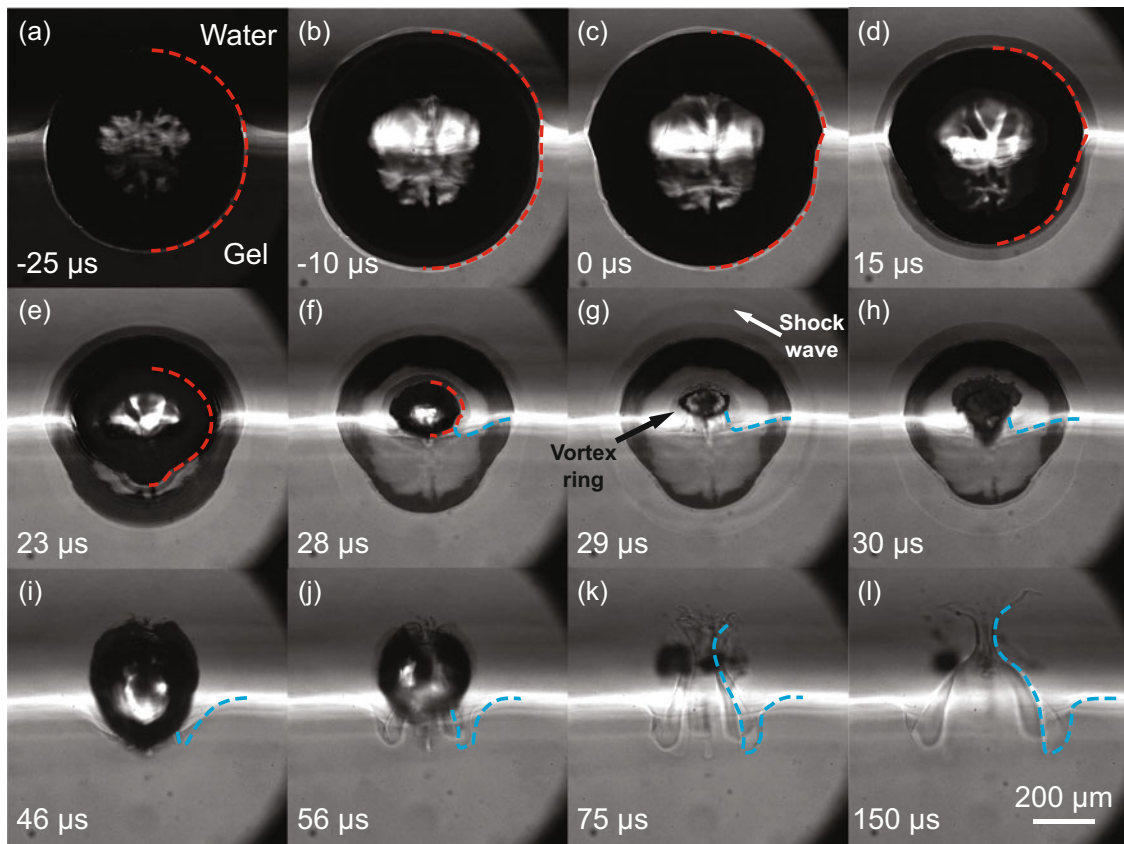 (a)
Water
Gel
-25 µs
(b)
-10 µs
(c)
0 µs
(d)
15 µs
(e)
23 µs
(f)
28 µs
(g)
Shock
wave
Vortex
ring
29 µs
(h)
30 µs
(i)
46 µs
(j)
56 µs
(k)
75 µs
(l)
150 µs
200 µm